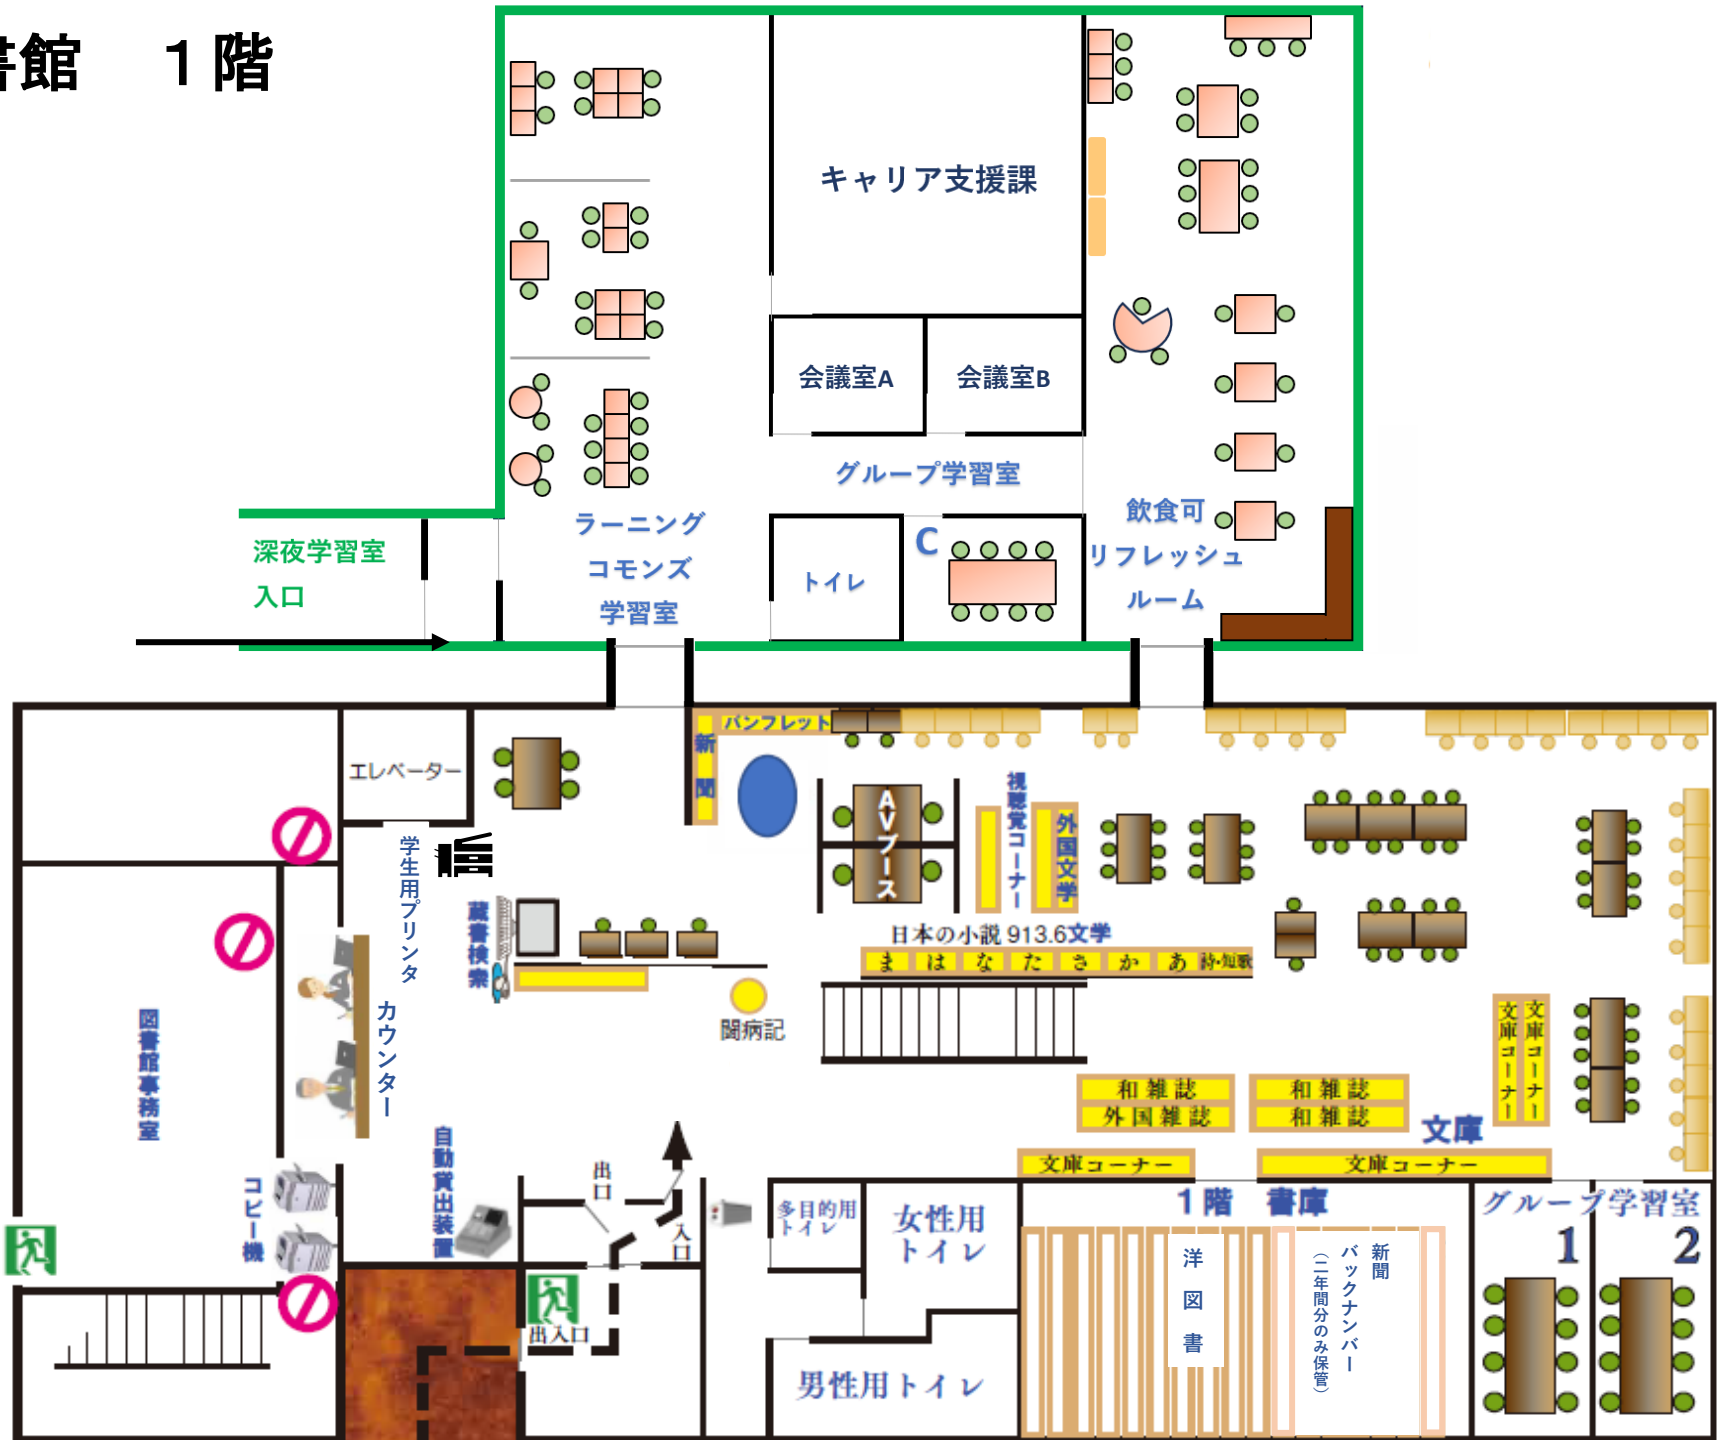 書館　１階
キャリア支援課
会議室A
会議室B
グループ学習室
C
飲食可
リフレッシュ
ルーム
ラーニング
コモンズ
学習室
トイレ
深夜学習室
入口
パンフレット
新聞
エレベーター
学生用プリンタ
蔵書検索
AVブース
視聴覚コーナー
外国文学
日本の小説 913.6文学
ま は な た さ か あ 詩・短歌
闘病記
図書館事務室
カウンター
和雑誌
外国雑誌
和雑誌
和雑誌
文庫コーナー
文庫コーナー
文庫
文庫コーナー
文庫コーナー
コピー機
自動貸出装置
出口
入口
出入口
多目的用
トイレ
女性用
トイレ
男性用トイレ
１階　書庫
洋図書
新聞
バックナンバー
（二年間分のみ保管）
グループ学習室
1
2